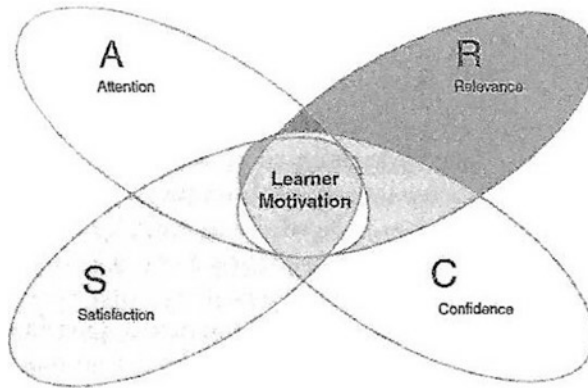 A
Attention
R
Relevance
Learner
Motivation
S
Satisfaction
C
Confidence